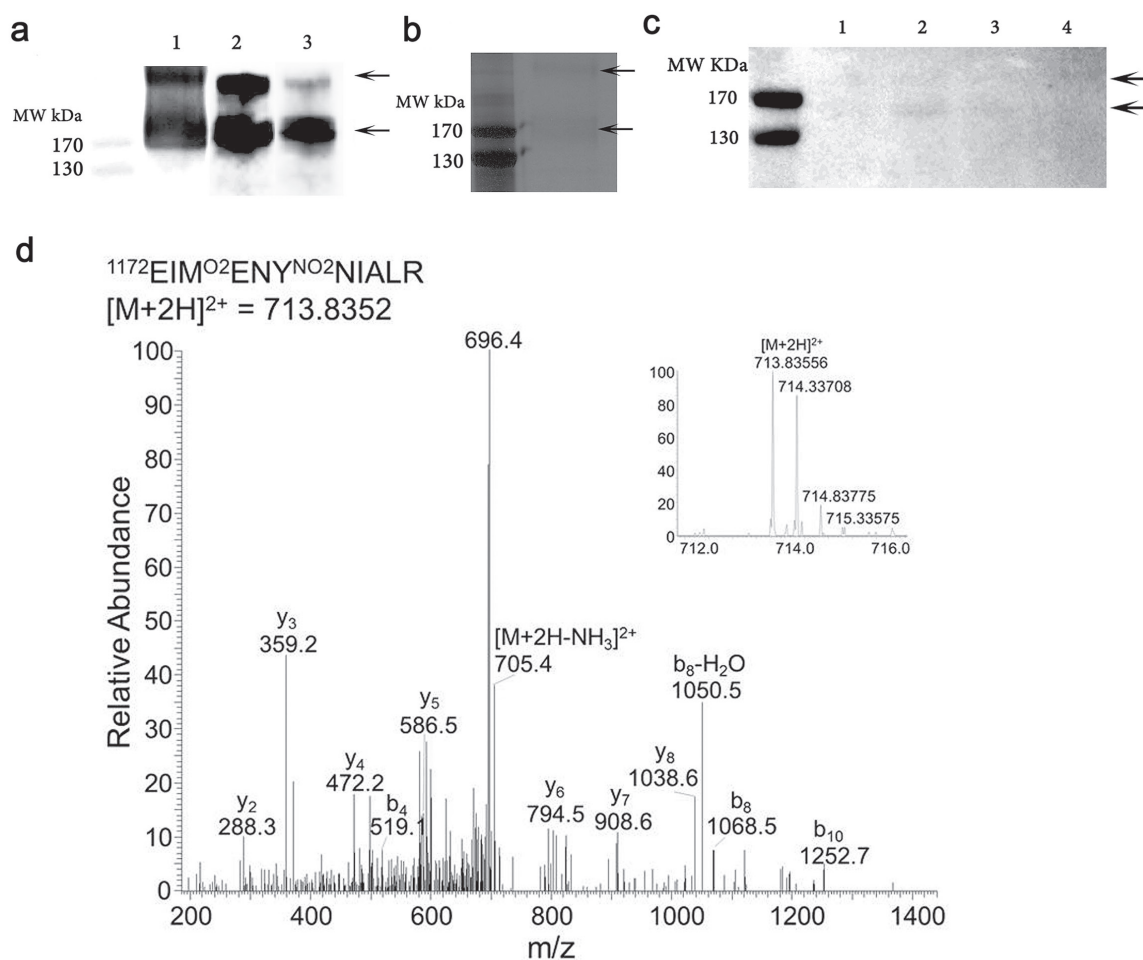 a
1 2 3
MW kDa
170
130
b
MW kDa
170
130
c
1 2 3 4
MW KDa
170
130
d
¹¹⁷²EIMᴼ²ENYᴺᴼ²NIALR
[M+2H]²⁺ = 713.8352
Relative Abundance
100
90
80
70
60
50
40
30
20
10
0
200 400 600 800 1000 1200 1400
m/z
y₂
288.3
y₃
359.2
y₄
472.2
b₄
519.1
y₅
586.5
696.4
[M+2H-NH₃]²⁺
705.4
y₆
794.5
y₇
908.6
y₈
1038.6
b₈-H₂O
1050.5
b₈
1068.5
b₁₀
1252.7
[M+2H]²⁺
713.83556
714.33708
714.83775
715.33575
100
80
60
40
20
0
712.0 714.0 716.0